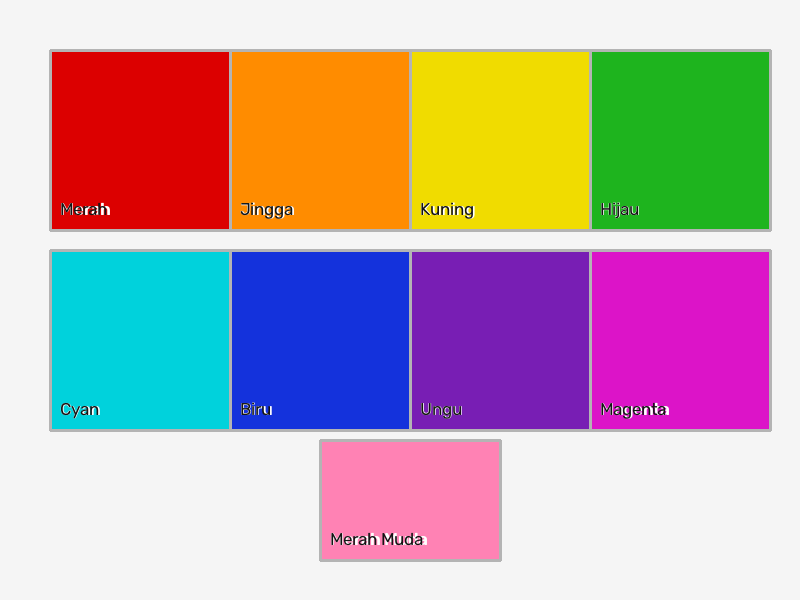 Merah
Jingga
Kuning
Hijau
Cyan
Biru
Ungu
Magenta
Merah Muda